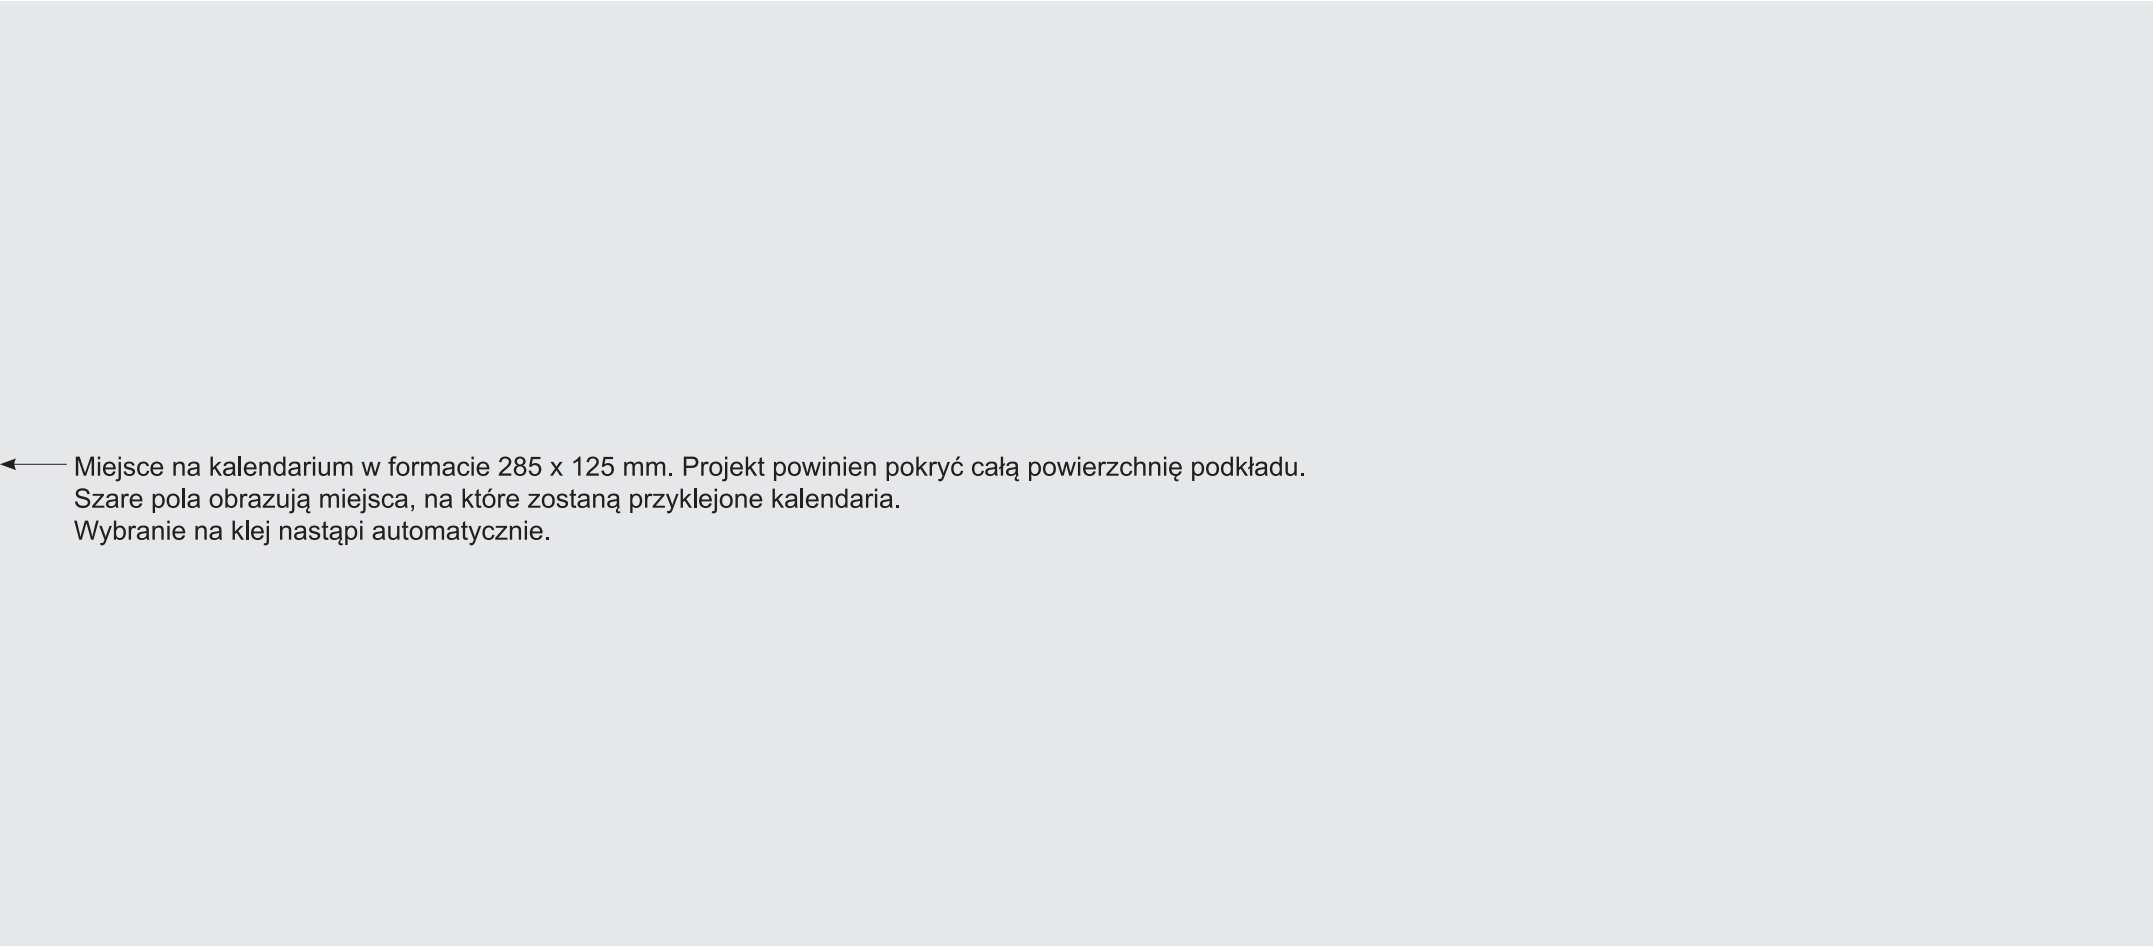 Miejsce na kalendarium w formacie 285 x 125 mm. Projekt powinien pokryć całą powierzchnię podkładu.
Szare pola obrazują miejsca, na które zostaną przyklejone kalendaria.
Wybranie na klej nastąpi automatycznie.